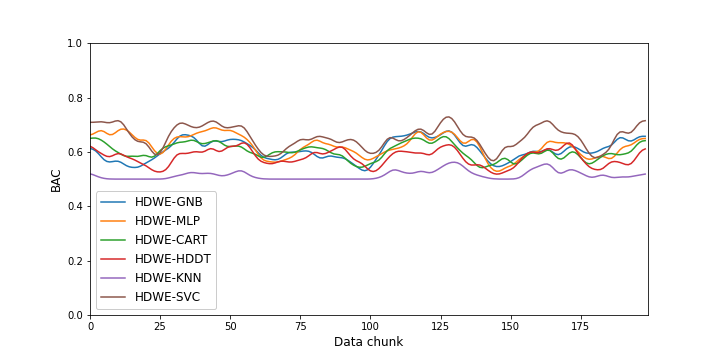 1.0
0.8
0.6
BAC
0.4
0.2
0.0
HDWE-GNB
HDWE-MLP
HDWE-CART
HDWE-HDDT
HDWE-KNN
HDWE-SVC
0 25 50 75 100 125 150 175
Data chunk